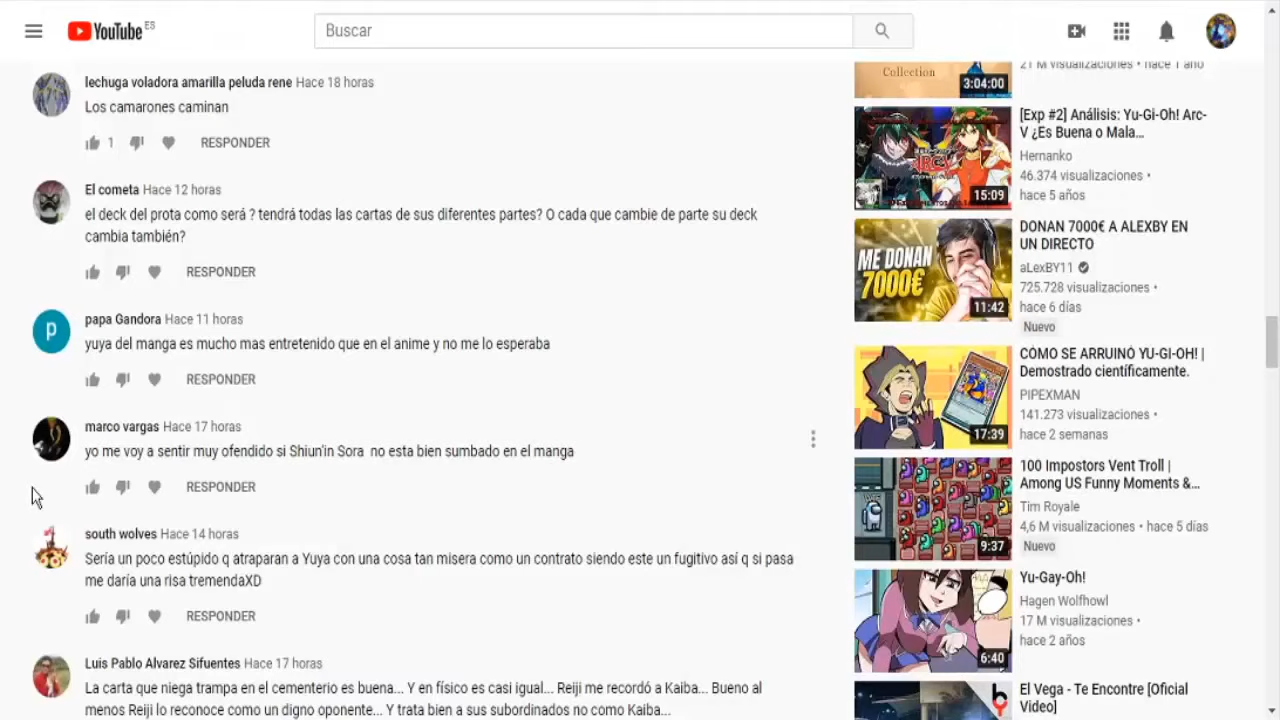 YouTube ES
Buscar
lechuga voladora amarilla peluda rene Hace 18 horas
Los camarones caminan
1 RESPONDER
El cometa Hace 12 horas
el deck del prota como será ? tendrá todas las cartas de sus diferentes partes? O cada que cambie de parte su deck
cambia también?
RESPONDER
papa Gandora Hace 11 horas
yuya del manga es mucho mas entretenido que en el anime y no me lo esperaba
RESPONDER
marco vargas Hace 17 horas
yo me voy a sentir muy ofendido si Shiun'in Sora no esta bien sumbado en el manga
RESPONDER
south wolves Hace 14 horas
Sería un poco estupido q atraparan a Yuya con una cosa tan misera como un contrato siendo este un fugitivo así q si pasa
me daría una risa tremendaXD
RESPONDER
Luis Pablo Alvarez Sifuentes Hace 17 horas
La carta que niega trampa en el cementerio es buena... Y en físico es casi igual... Reiji me recordó a Kaiba... Bueno al
menos Reiji lo reconoce como un digno oponente... Y trata bien a sus subordinados no como Kaiba...
Collection
3:04:00
21 M visualizaciones • hace 1 año
ARC-V
15:09
[Exp #2] Análisis: Yu-Gi-Oh! Arc-
V ¿Es Buena o Mala...
Hernanko
46.374 visualizaciones •
hace 5 años
ME DONAN
7000€
11:42
DONAN 7000€ A ALEXBY EN
UN DIRECTO
aLexBY11
725.728 visualizaciones •
hace 6 días
Nuevo
17:39
CÓMO SE ARRUINÓ YU-GI-OH! |
Demostrado científicamente.
PIPEXMAN
141.273 visualizaciones •
hace 2 semanas
9:37
100 Impostors Vent Troll |
Among US Funny Moments &...
Tim Royale
4,6 M visualizaciones • hace 5 días
Nuevo
6:40
Yu-Gay-Oh!
Hagen Wolfhowl
17 M visualizaciones •
hace 2 años
El Vega - Te Encontre [Oficial
Video]